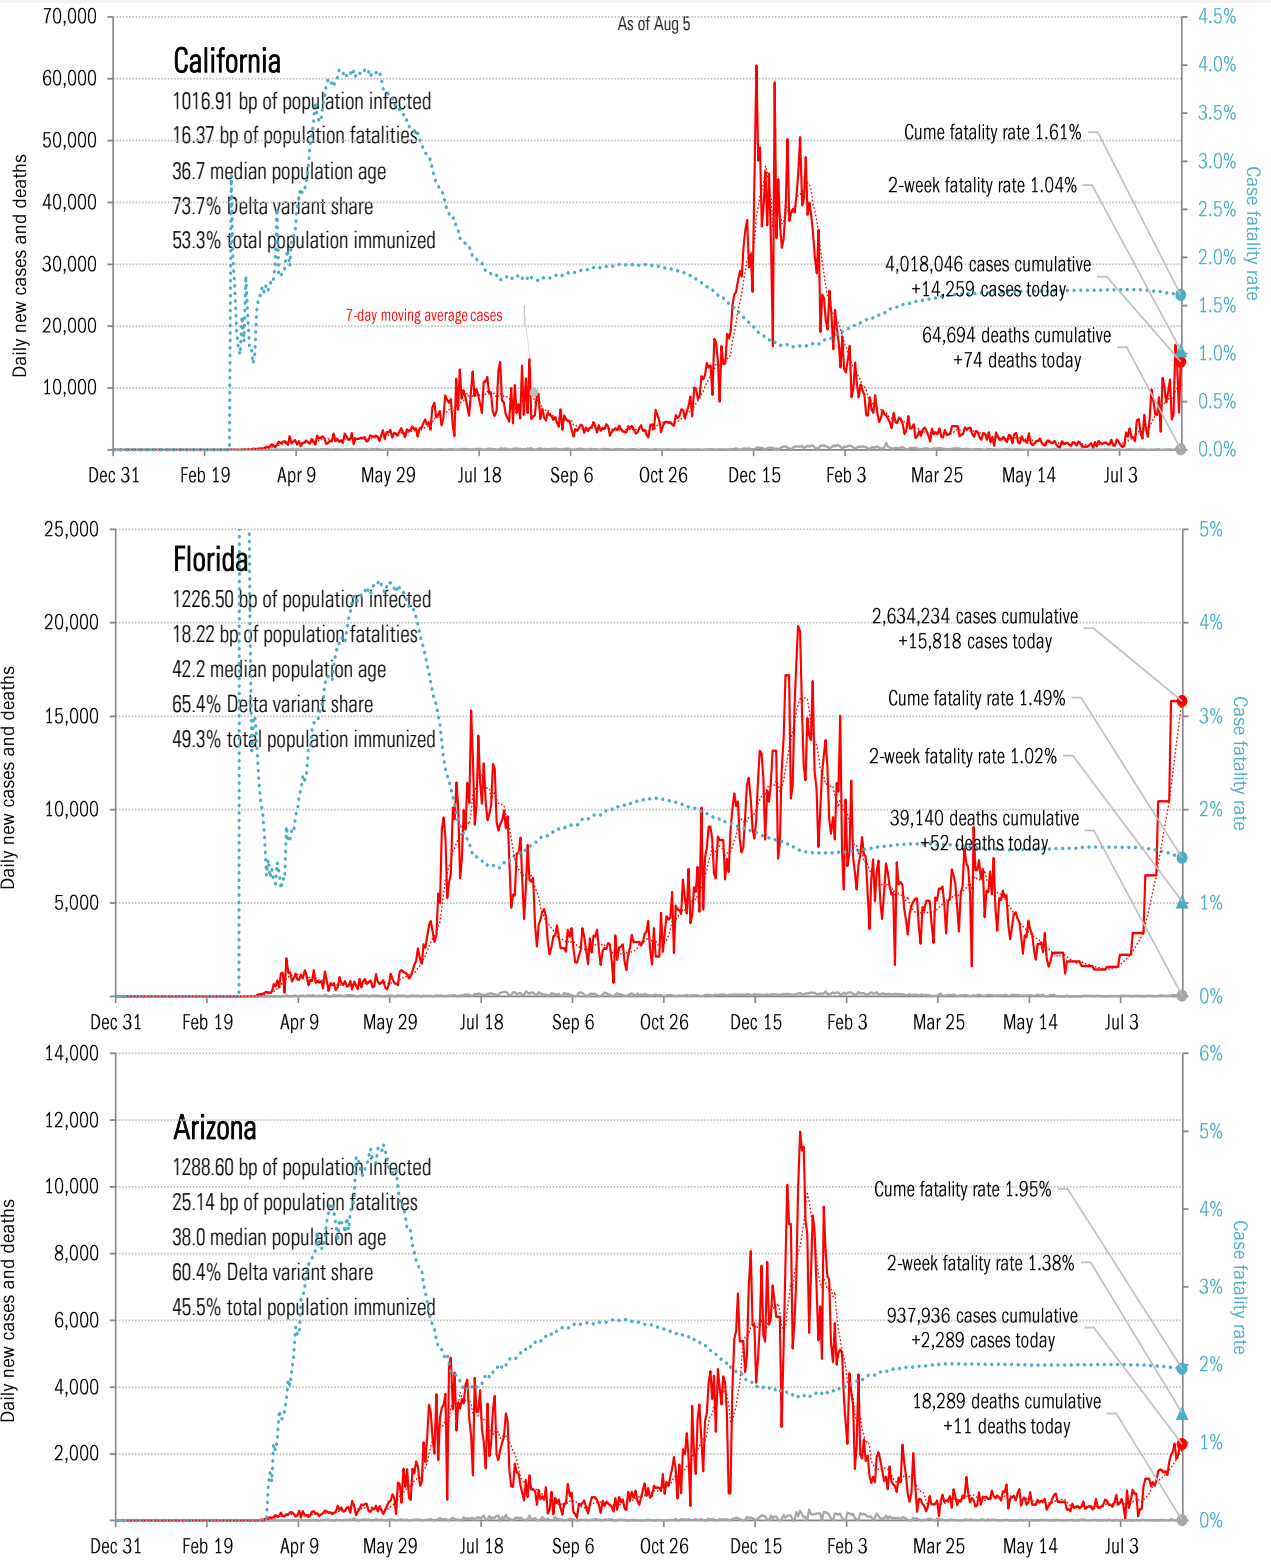 As of Aug 5
California
1016.91 bp of population infected
16.37 bp of population fatalities
36.7 median population age
73.7% Delta variant share
53.3% total population immunized
Daily new cases and deaths
70,000
60,000
50,000
40,000
30,000
20,000
10,000
7-day moving average cases
Cume fatality rate 1.61%
2-week fatality rate 1.04%
4,018,046 cases cumulative
+14,259 cases today
64,694 deaths cumulative
+74 deaths today
4.5%
4.0%
3.5%
3.0%
2.5%
2.0%
1.5%
1.0%
0.5%
0.0%
Case fatality rate
Dec 31 Feb 19 Apr 9 May 29 Jul 18 Sep 6 Oct 26 Dec 15 Feb 3 Mar 25 May 14 Jul 3
Florida
1226.50 bp of population infected
18.22 bp of population fatalities
42.2 median population age
65.4% Delta variant share
49.3% total population immunized
Daily new cases and deaths
25,000
20,000
15,000
10,000
5,000
2,634,234 cases cumulative
+15,818 cases today
Cume fatality rate 1.49%
2-week fatality rate 1.02%
39,140 deaths cumulative
+52 deaths today
5%
4%
3%
2%
1%
0%
Case fatality rate
Dec 31 Feb 19 Apr 9 May 29 Jul 18 Sep 6 Oct 26 Dec 15 Feb 3 Mar 25 May 14 Jul 3
Arizona
1288.60 bp of population infected
25.14 bp of population fatalities
38.0 median population age
60.4% Delta variant share
45.5% total population immunized
Daily new cases and deaths
14,000
12,000
10,000
8,000
6,000
4,000
2,000
Cume fatality rate 1.95%
2-week fatality rate 1.38%
937,936 cases cumulative
+2,289 cases today
18,289 deaths cumulative
+11 deaths today
6%
5%
4%
3%
2%
1%
0%
Case fatality rate
Dec 31 Feb 19 Apr 9 May 29 Jul 18 Sep 6 Oct 26 Dec 15 Feb 3 Mar 25 May 14 Jul 3